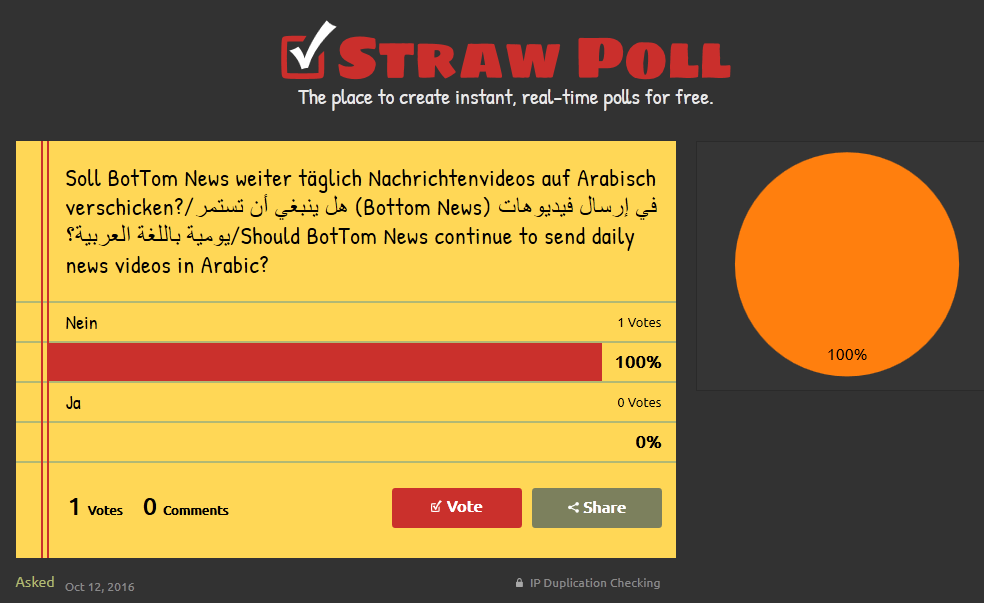 STRAW POLL
The place to create instant, real-time polls for free.
Soll BotTom News weiter täglich Nachrichtenvideos auf Arabisch
verschicken?/هل ينبغي أن تستمر (Bottom News) في إرسال فيديوهات
يومية باللغة العربية؟/Should BotTom News continue to send daily
news videos in Arabic?
Nein 1 Votes
100%
Ja 0 Votes
0%
1 Votes 0 Comments Vote Share
Asked Oct 12, 2016 IP Duplication Checking
100%